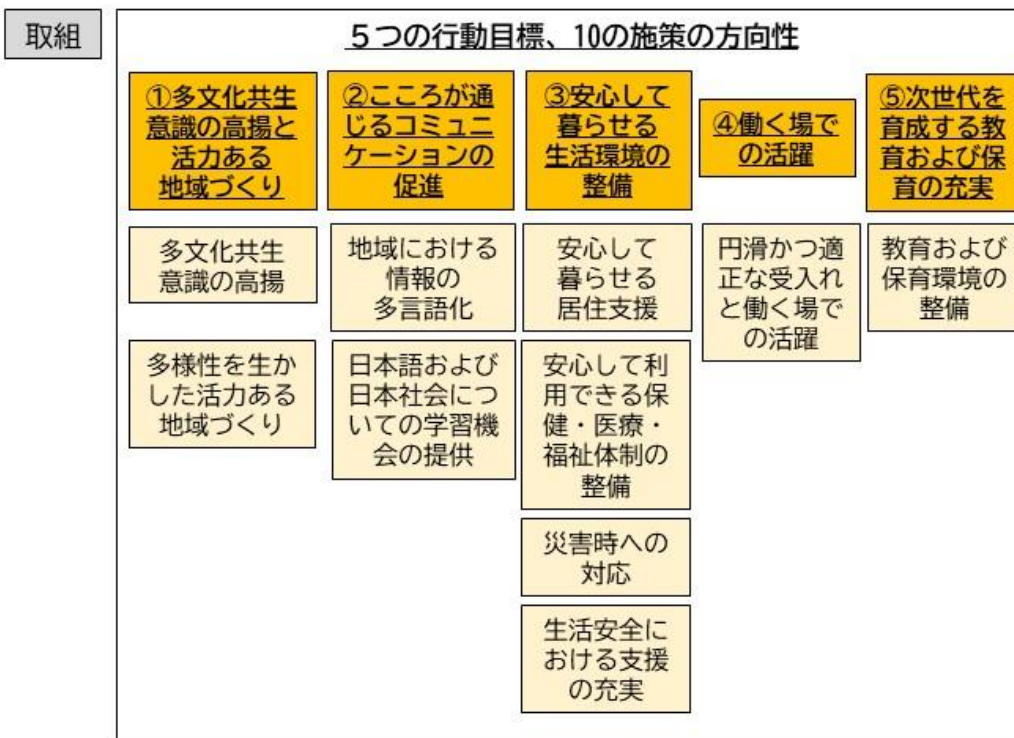 取組
５つの行動目標、10の施策の方向性
①多文化共生
意識の高揚と
活力ある
地域づくり
②こころが通
じるコミュニ
ケーションの
促進
③安心して
暮らせる
生活環境の
整備
④働く場で
の活躍
⑤次世代を
育成する教
育および保
育の充実
多文化共生
意識の高揚
多様性を生か
した活力ある
地域づくり
地域における
情報の
多言語化
日本語および
日本社会につ
いての学習機
会の提供
安心して
暮らせる
居住支援
安心して利
用できる保
健・医療・
福祉体制の
整備
災害時への
対応
生活安全に
おける支援
の充実
円滑かつ適
正な受入れ
と働く場で
の活躍
教育および
保育環境の
整備